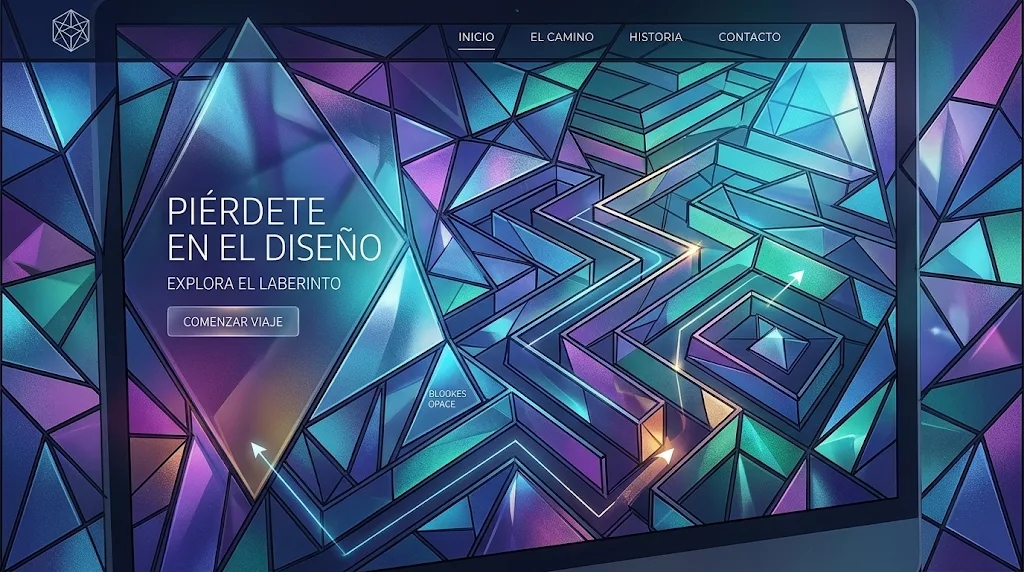 INICIO
EL CAMINO
HISTORIA
CONTACTO
PIÉRDETE
EN EL DISEÑO
EXPLORA EL LABERINTO
COMENZAR VIAJE
BLOOKES
OPACE